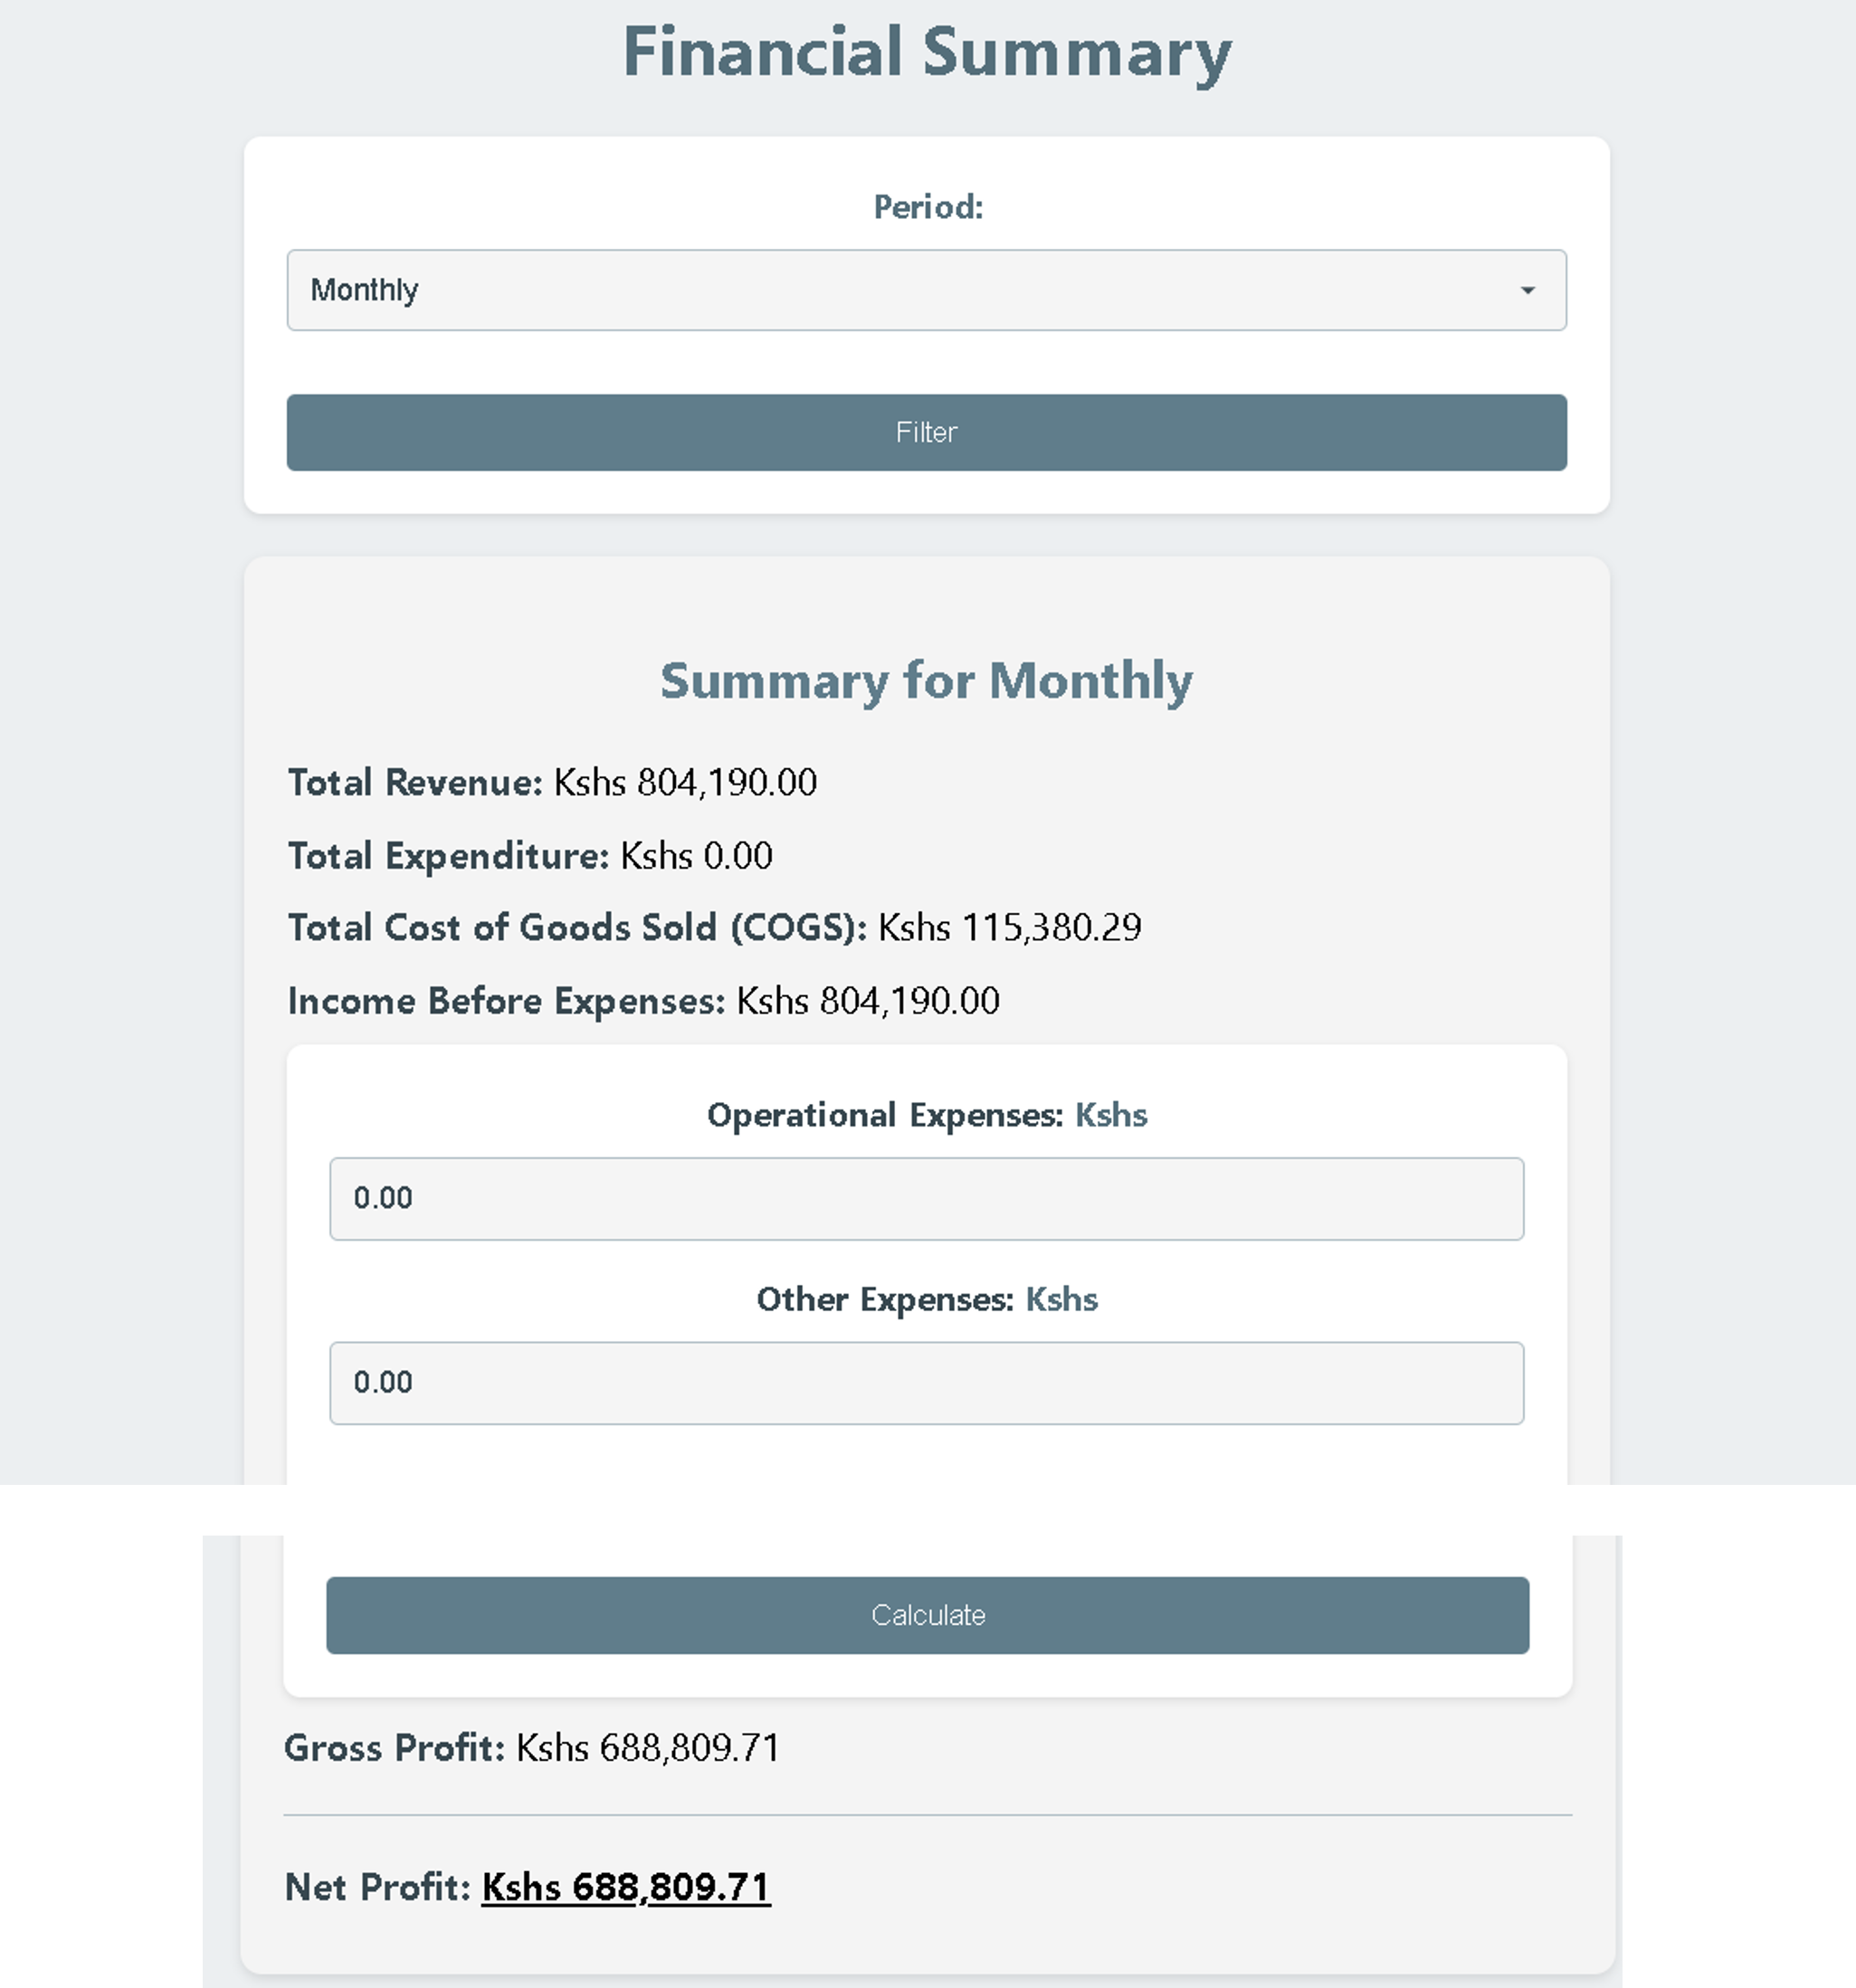 Financial Summary
Period:
Monthly
Filter
Summary for Monthly
Total Revenue: Kshs 804,190.00
Total Expenditure: Kshs 0.00
Total Cost of Goods Sold (COGS): Kshs 115,380.29
Income Before Expenses: Kshs 804,190.00
Operational Expenses: Kshs
0.00
Other Expenses: Kshs
0.00
Calculate
Gross Profit: Kshs 688,809.71
Net Profit: Kshs 688,809.71